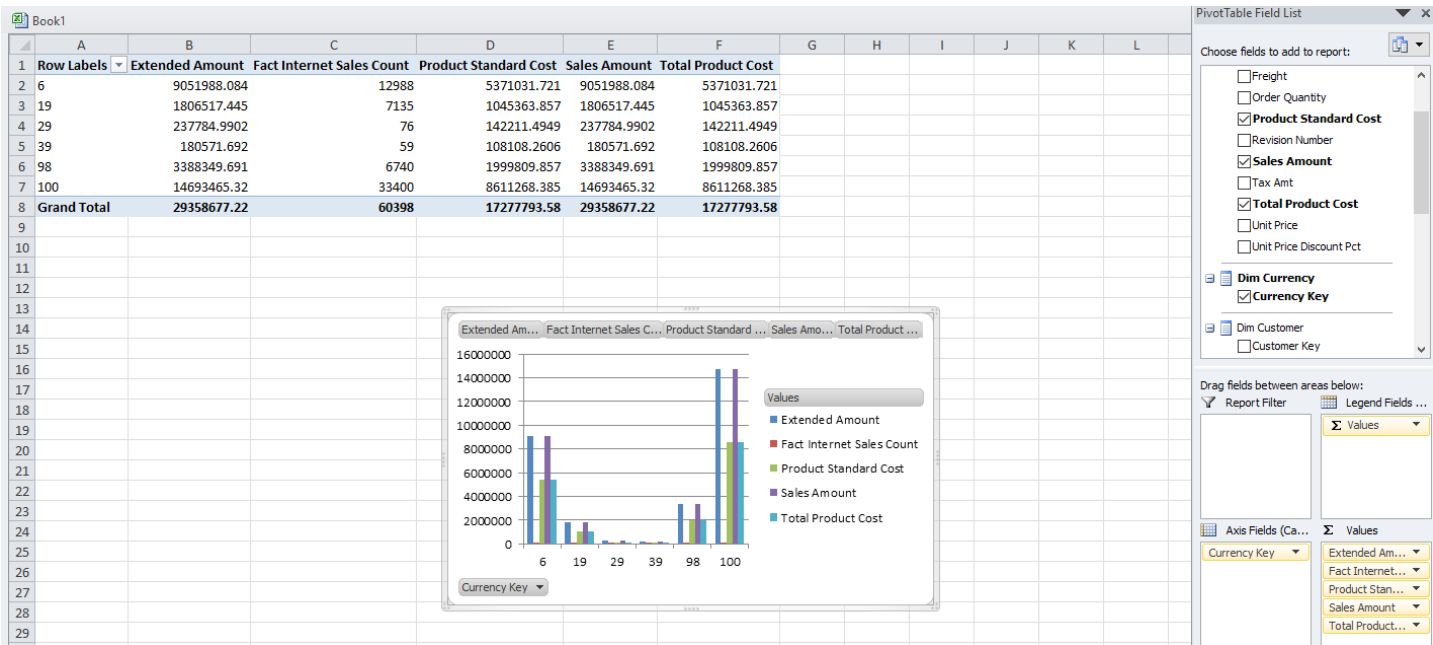 Book1
A B C D E F G H I J K L
1 Row Labels Extended Amount Fact Internet Sales Count Product Standard Cost Sales Amount Total Product Cost
2 6 9051988.084 12988 5371031.721 9051988.084 5371031.721
3 19 1806517.445 7135 1045363.857 1806517.445 1045363.857
4 29 237784.9902 76 142211.4949 237784.9902 142211.4949
5 39 180571.692 59 108108.2606 180571.692 108108.2606
6 98 3388349.691 6740 1999809.857 3388349.691 1999809.857
7 100 14693465.32 33400 8611268.385 14693465.32 8611268.385
8 Grand Total 29358677.22 60398 17277793.58 29358677.22 17277793.58
9
10
11
12
13
14
15
16
17
18
19
20
21
22
23
24
25
26
27
28
29
Extended Am... Fact Internet Sales C... Product Standard ... Sales Amo... Total Product ...
16000000
14000000
12000000
10000000
8000000
6000000
4000000
2000000
0
6 19 29 39 98 100
Values
Extended Amount
Fact Internet Sales Count
Product Standard Cost
Sales Amount
Total Product Cost
Currency Key
PivotTable Field List
Choose fields to add to report:
Freight
Order Quantity
Product Standard Cost
Revision Number
Sales Amount
Tax Amt
Total Product Cost
Unit Price
Unit Price Discount Pct
Dim Currency
Currency Key
Dim Customer
Customer Key
Drag fields between areas below:
Report Filter Legend Fields ...
Σ Values
Axis Fields (Ca... Σ Values
Currency Key Extended Am...
Fact Internet...
Product Stan...
Sales Amount
Total Product...